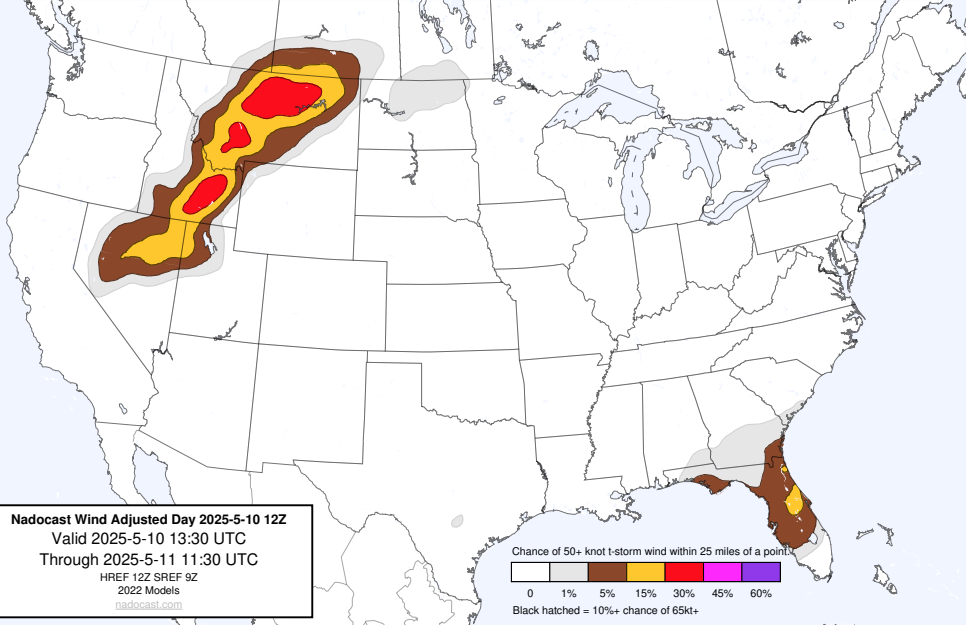 Nadocast Wind Adjusted Day 2025-5-10 12Z
Valid 2025-5-10 13:30 UTC
Through 2025-5-11 11:30 UTC
HREF 12Z SREF 9Z
2022 Models
nadocast.com
Chance of 50+ knot t-storm wind within 25 miles of a point.
0 1% 5% 15% 30% 45% 60%
Black hatched = 10%+ chance of 65kt+